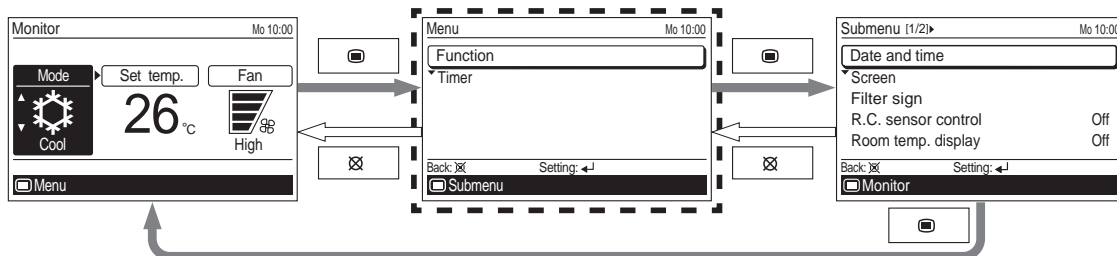 Monitor Mo 10:00
Mode Set temp. Fan
26 °C
Cool High
Menu
Menu Mo 10:00
Function
Timer
Back: Setting:
Submenu
Submenu [1/2] Mo 10:00
Date and time
Screen
Filter sign
R.C. sensor control Off
Room temp. display Off
Back: Setting:
Monitor